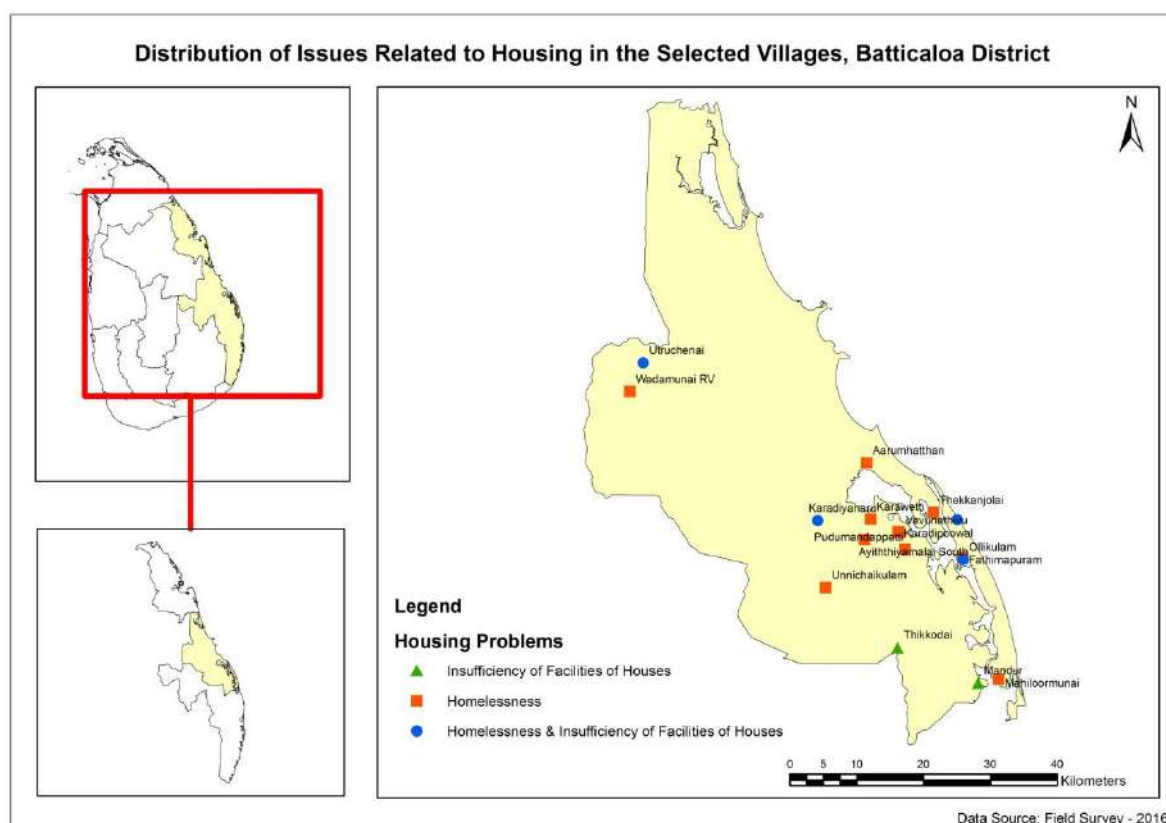 Distribution of Issues Related to Housing in the Selected Villages, Batticaloa District
N
Utruchenai
Wadamunai RV
Aarumhatthan
Thekkanjolai
Karadiyanaru
Karawetti
Vavunathivu
Karadipoowal
Pudumandappatti
Ayiththiyamalai South
Ollikulam
Fathimapuram
Unnichaikulam
Thikkodai
Mandur
Mahiloormunai
Legend
Housing Problems
Insufficiency of Facilities of Houses
Homelessness
Homelessness & Insufficiency of Facilities of Houses
0 5 10 20 30 40
Kilometers
Data Source: Field Survey - 2016